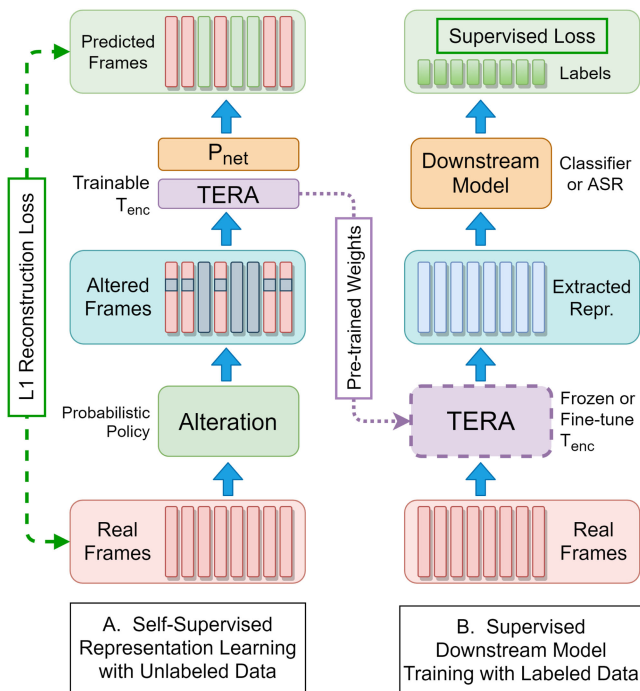 Predicted
Frames
P_net
Trainable
T_enc
TERA
L1 Reconstruction Loss
Altered
Frames
Probabilistic
Policy
Alteration
Real
Frames
A. Self-Supervised
Representation Learning
with Unlabeled Data
Pre-trained Weights
Supervised Loss
Labels
Downstream
Model
Classifier
or ASR
Extracted
Repr.
TERA
Frozen or
Fine-tune
T_enc
Real
Frames
B. Supervised
Downstream Model
Training with Labeled Data